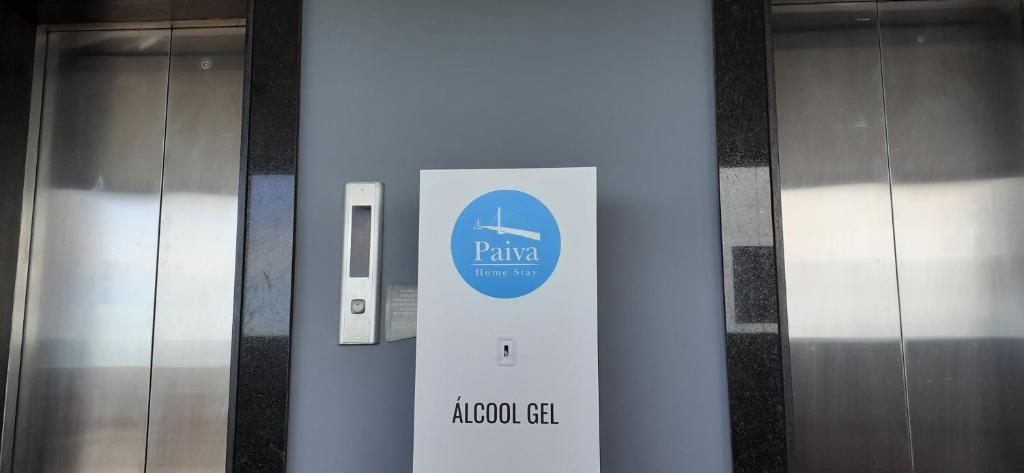 Paiva
Home Stay
ÁLCOOL GEL